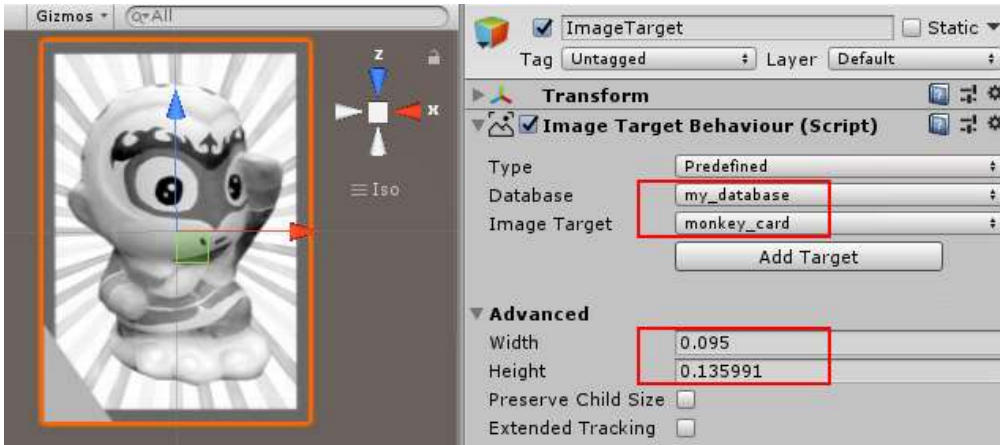 Gizmos All
z
x
Iso
ImageTarget Static
Tag Untagged Layer Default
Transform
Image Target Behaviour (Script)
Type Predefined
Database my_database
Image Target monkey_card
Add Target
Advanced
Width 0.095
Height 0.135991
Preserve Child Size
Extended Tracking